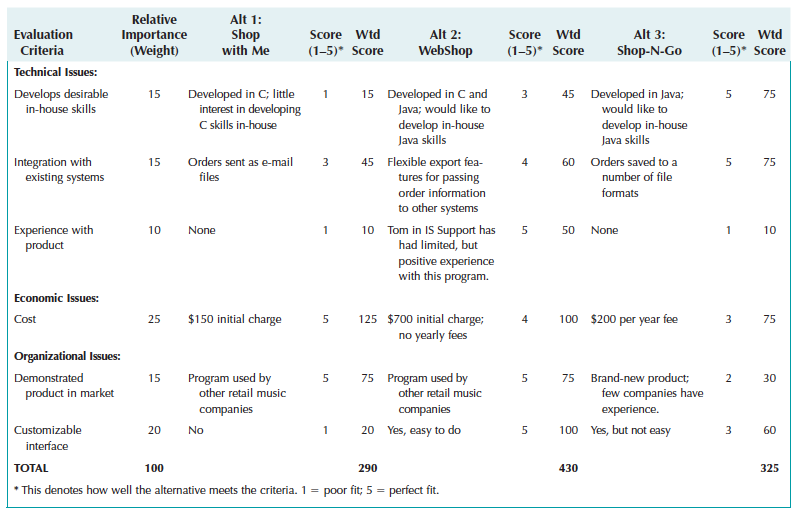 Relative Alt 1:
Evaluation Importance Shop Score Wtd Alt 2: Score Wtd Alt 3: Score Wtd
Criteria (Weight) with Me (1–5)* Score WebShop (1–5)* Score Shop-N-Go (1–5)* Score
Technical Issues:
Develops desirable 15 Developed in C; little 1 15 Developed in C and 3 45 Developed in Java; 5 75
in-house skills interest in developing Java; would like to would like to
C skills in-house develop in-house develop in-house
Java skills Java skills
Integration with 15 Orders sent as e-mail 3 45 Flexible export fea- 4 60 Orders saved to a 5 75
existing systems files tures for passing number of file
order information formats
to other systems
Experience with 10 None 1 10 Tom in IS Support has 5 50 None 1 10
product had limited, but
positive experience
with this program.
Economic Issues:
Cost 25 $150 initial charge 5 125 $700 initial charge; 4 100 $200 per year fee 3 75
no yearly fees
Organizational Issues:
Demonstrated 15 Program used by 5 75 Program used by 5 75 Brand-new product; 2 30
product in market other retail music other retail music few companies have
companies companies experience.
Customizable 20 No 1 20 Yes, easy to do 5 100 Yes, but not easy 3 60
interface
TOTAL 100 290 430 325
* This denotes how well the alternative meets the criteria. 1 = poor fit; 5 = perfect fit.